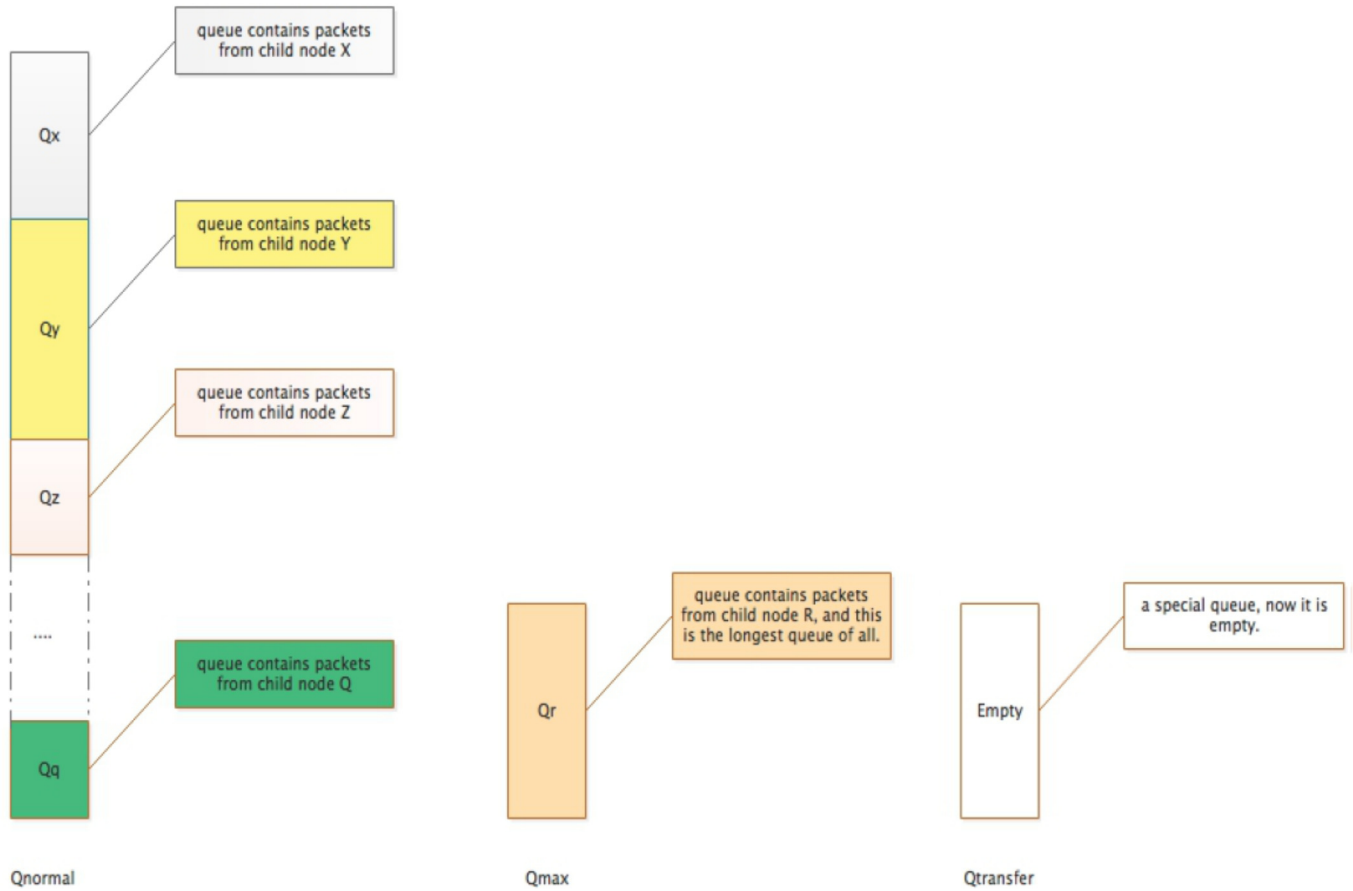 queue contains packets
from child node X
Qx
queue contains packets
from child node Y
Qy
queue contains packets
from child node Z
Qz
....
queue contains packets
from child node Q
Qq
queue contains packets
from child node R, and this
is the longest queue of all.
Qr
a special queue, now it is
empty.
Empty
Qnormal
Qmax
Qtransfer